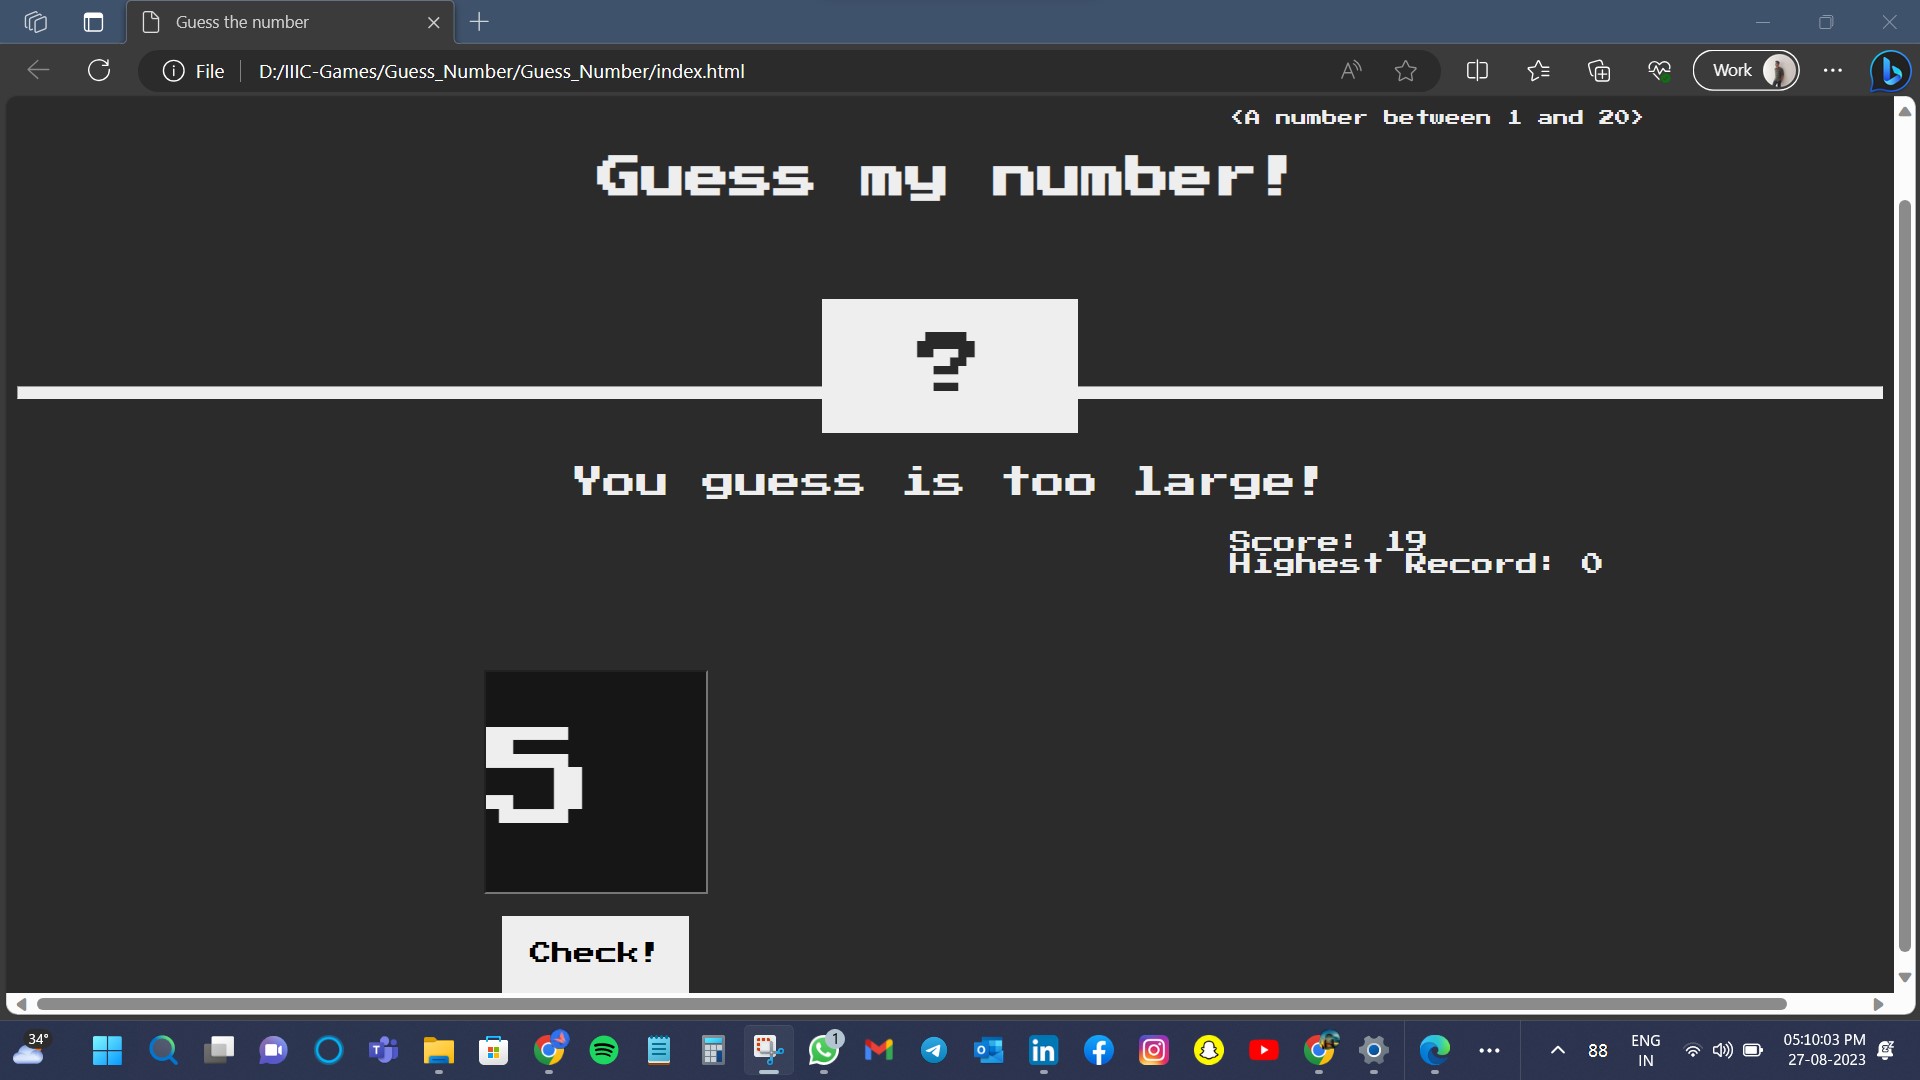 Guess the number
File
D:/IIIC-Games/Guess_Number/Guess_Number/index.html
Work
<A number between 1 and 20>
Guess my number!
?
You guess is too large!
Score: 19
Highest Record: 0
5
Check!
34°
1
88
ENG
IN
05:10:03 PM
27-08-2023